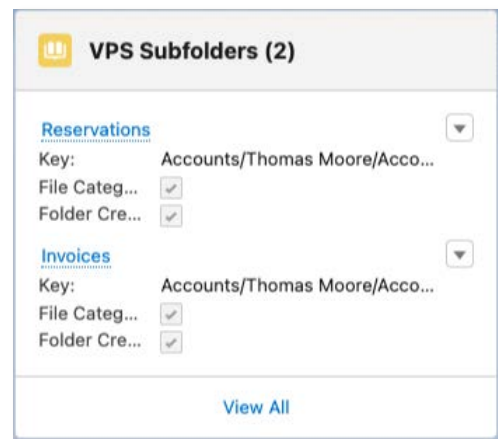 VPS Subfolders (2)
Reservations
Key: Accounts/Thomas Moore/Acco...
File Categ...
Folder Cre...
Invoices
Key: Accounts/Thomas Moore/Acco...
File Categ...
Folder Cre...
View All